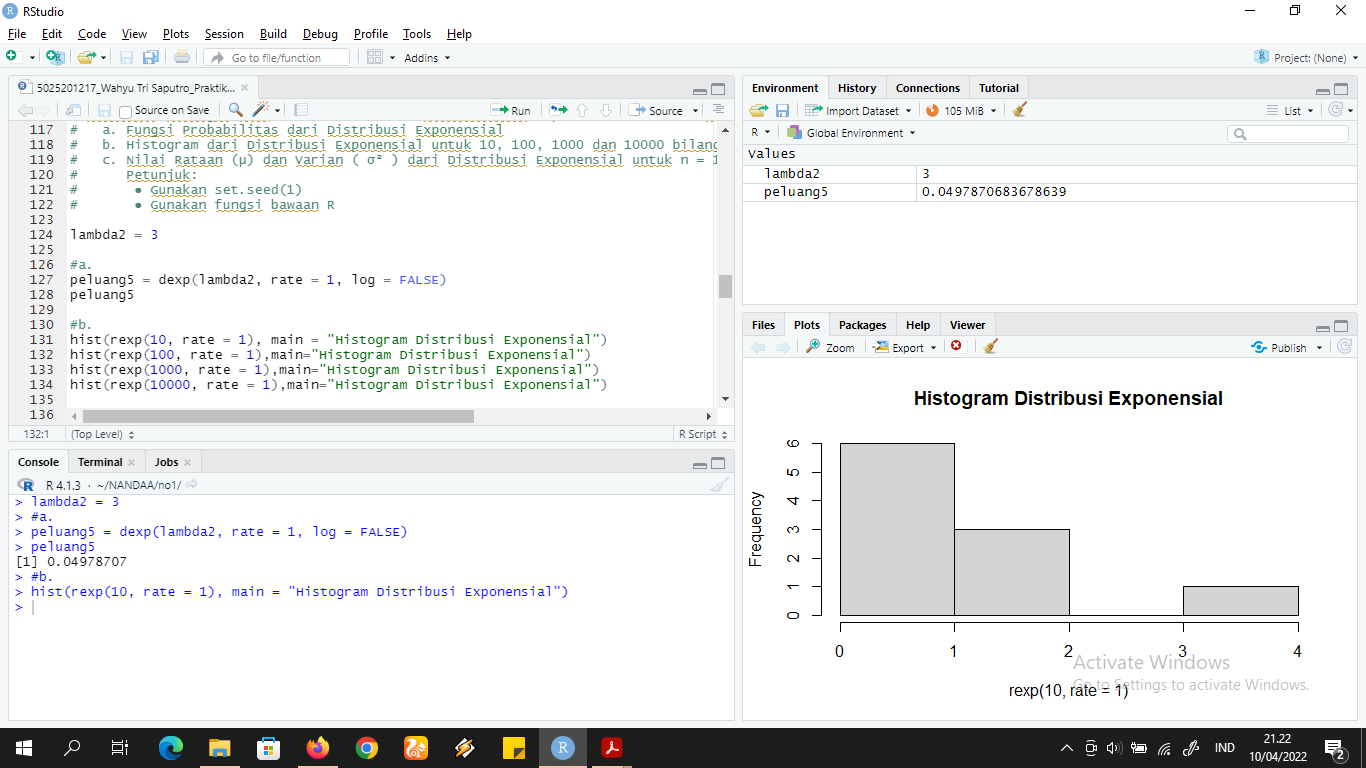 RStudio
File Edit Code View Plots Session Build Debug Profile Tools Help
Go to file/function Addins Project: (None)
5025201217_Wahyu Tri Saputro_Praktik...
Source on Save Run Source
117 # a. Fungsi Probabilitas dari Distribusi Exponensial
118 # b. Histogram dari Distribusi Exponensial untuk 10, 100, 1000 dan 10000 bilang
119 # c. Nilai Rataan (μ) dan Varian ( σ² ) dari Distribusi Exponensial untuk n = 1
120 # Petunjuk:
121 # ● Gunakan set.seed(1)
122 # ● Gunakan fungsi bawaan R
123
124 lambda2 = 3
125
126 #a.
127 peluang5 = dexp(lambda2, rate = 1, log = FALSE)
128 peluang5
129
130 #b.
131 hist(rexp(10, rate = 1), main = "Histogram Distribusi Exponensial")
132 hist(rexp(100, rate = 1),main="Histogram Distribusi Exponensial")
133 hist(rexp(1000, rate = 1),main="Histogram Distribusi Exponensial")
134 hist(rexp(10000, rate = 1),main="Histogram Distribusi Exponensial")
135
136
132:1 (Top Level) R Script
Console Terminal Jobs
R 4.1.3 · ~/NANDAA/no1/
> lambda2 = 3
> #a.
> peluang5 = dexp(lambda2, rate = 1, log = FALSE)
> peluang5
[1] 0.04978707
> #b.
> hist(rexp(10, rate = 1), main = "Histogram Distribusi Exponensial")
>
Environment History Connections Tutorial
Import Dataset 105 MiB List
R Global Environment
Values
lambda2 3
peluang5 0.0497870683678639
Files Plots Packages Help Viewer
Zoom Export Publish
Histogram Distribusi Exponensial
Frequency
6
5
4
3
2
1
0
0 1 2 3 4
rexp(10, rate = 1)
Activate Windows
Go to Settings to activate Windows.
IND
21.22
10/04/2022
2